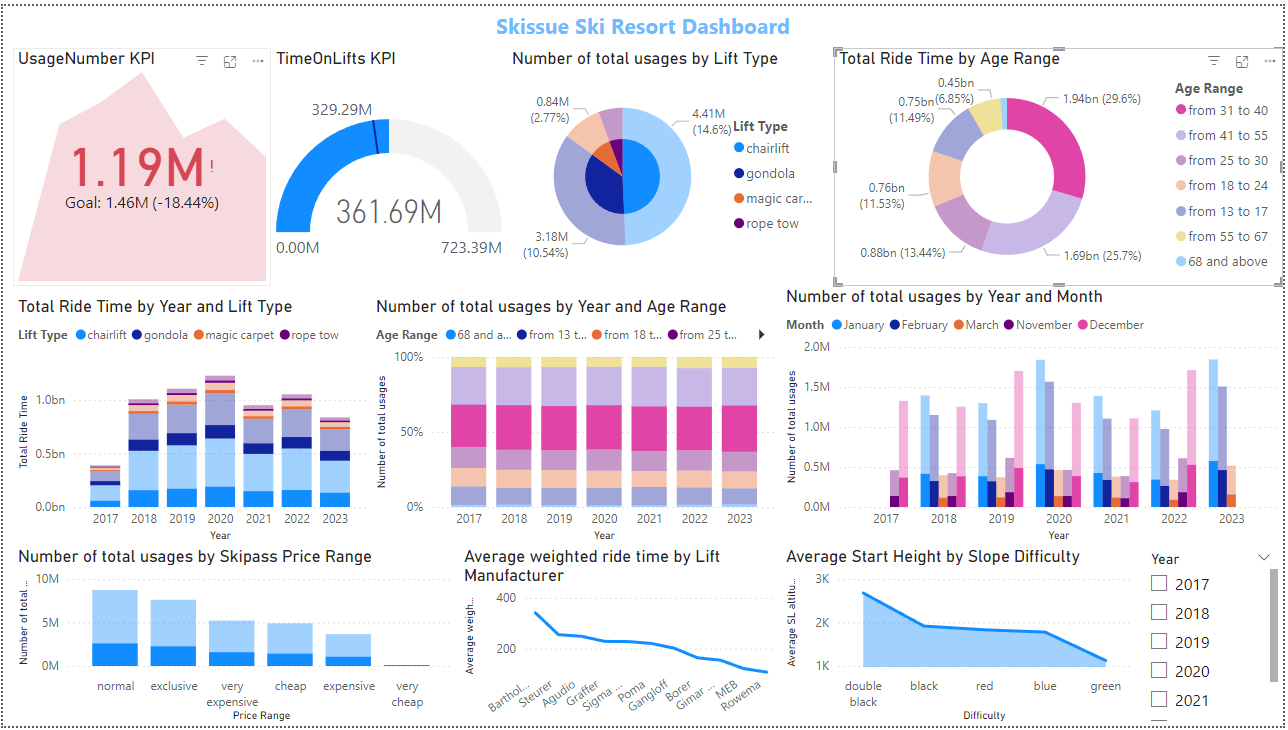 Skissue Ski Resort Dashboard
UsageNumber KPI
1.19M!
Goal: 1.46M (-18.44%)
TimeOnLifts KPI
329.29M
361.69M
0.00M
723.39M
Number of total usages by Lift Type
0.84M
(2.77%)
4.41M
(14.6%)
3.18M
(10.54%)
Lift Type
chairlift
gondola
magic car...
rope tow
Total Ride Time by Age Range
0.45bn
(6.85%)
0.75bn
(11.49%)
0.76bn
(11.53%)
0.88bn (13.44%)
1.94bn (29.6%)
1.69bn (25.7%)
Age Range
from 31 to 40
from 41 to 55
from 25 to 30
from 18 to 24
from 13 to 17
from 55 to 67
68 and above
Total Ride Time by Year and Lift Type
Lift Type chairlift gondola magic carpet rope tow
Total Ride Time
1.0bn
0.5bn
0.0bn
2017 2018 2019 2020 2021 2022 2023
Year
Number of total usages by Year and Age Range
Age Range 68 and a... from 13 t... from 18 t... from 25 t...
Number of total usages
100%
50%
0%
2017 2018 2019 2020 2021 2022 2023
Year
Number of total usages by Year and Month
Month January February March November December
Number of total usages
2.0M
1.5M
1.0M
0.5M
0.0M
2017 2018 2019 2020 2021 2022 2023
Year
Number of total usages by Skipass Price Range
Number of total ...
10M
5M
0M
normal exclusive very expensive cheap expensive very cheap
Price Range
Average weighted ride time by Lift
Manufacturer
Average weigh...
400
200
Barthol... Steurer Agudio Graffer Sigma ... Poma Gangloff Borer Gimar ... MEB Rowema
Average Start Height by Slope Difficulty
Average SL altitu...
3K
2K
1K
double black black red blue green
Difficulty
Year
2017
2018
2019
2020
2021